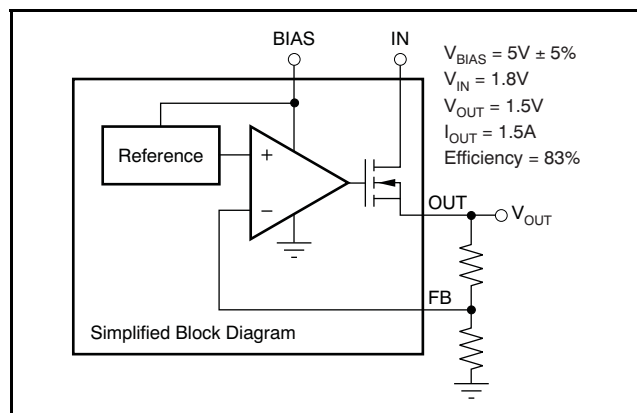 BIAS
IN
V_BIAS = 5V ± 5%
V_IN = 1.8V
V_OUT = 1.5V
I_OUT = 1.5A
Efficiency = 83%
Reference
+
−
OUT
V_OUT
FB
Simplified Block Diagram